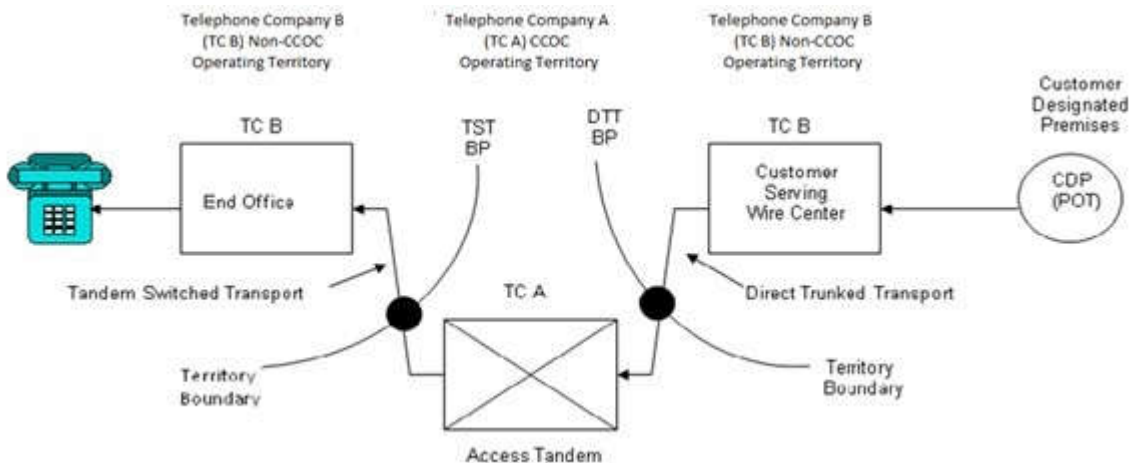 Telephone Company B
(TC B) Non-CCOC
Operating Territory
Telephone Company A
(TC A) CCOC
Operating Territory
Telephone Company B
(TC B) Non-CCOC
Operating Territory
Customer
Designated
Premises
TC B
TST
BP
DTT
BP
TC B
End Office
Customer
Serving
Wire Center
CDP
(POT)
Tandem Switched Transport
TC A
Direct Trunked Transport
Territory
Boundary
Territory
Boundary
Access Tandem